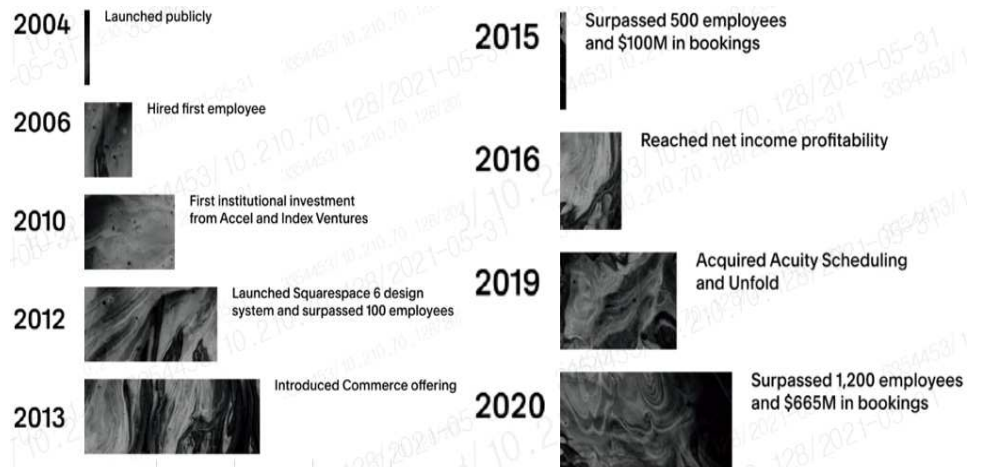 2004
Launched publicly
2006
Hired first employee
2010
First institutional investment
from Accel and Index Ventures
2012
Launched Squarespace 6 design
system and surpassed 100 employees
2013
Introduced Commerce offering
2015
Surpassed 500 employees
and $100M in bookings
2016
Reached net income profitability
2019
Acquired Acuity Scheduling
and Unfold
2020
Surpassed 1,200 employees
and $665M in bookings